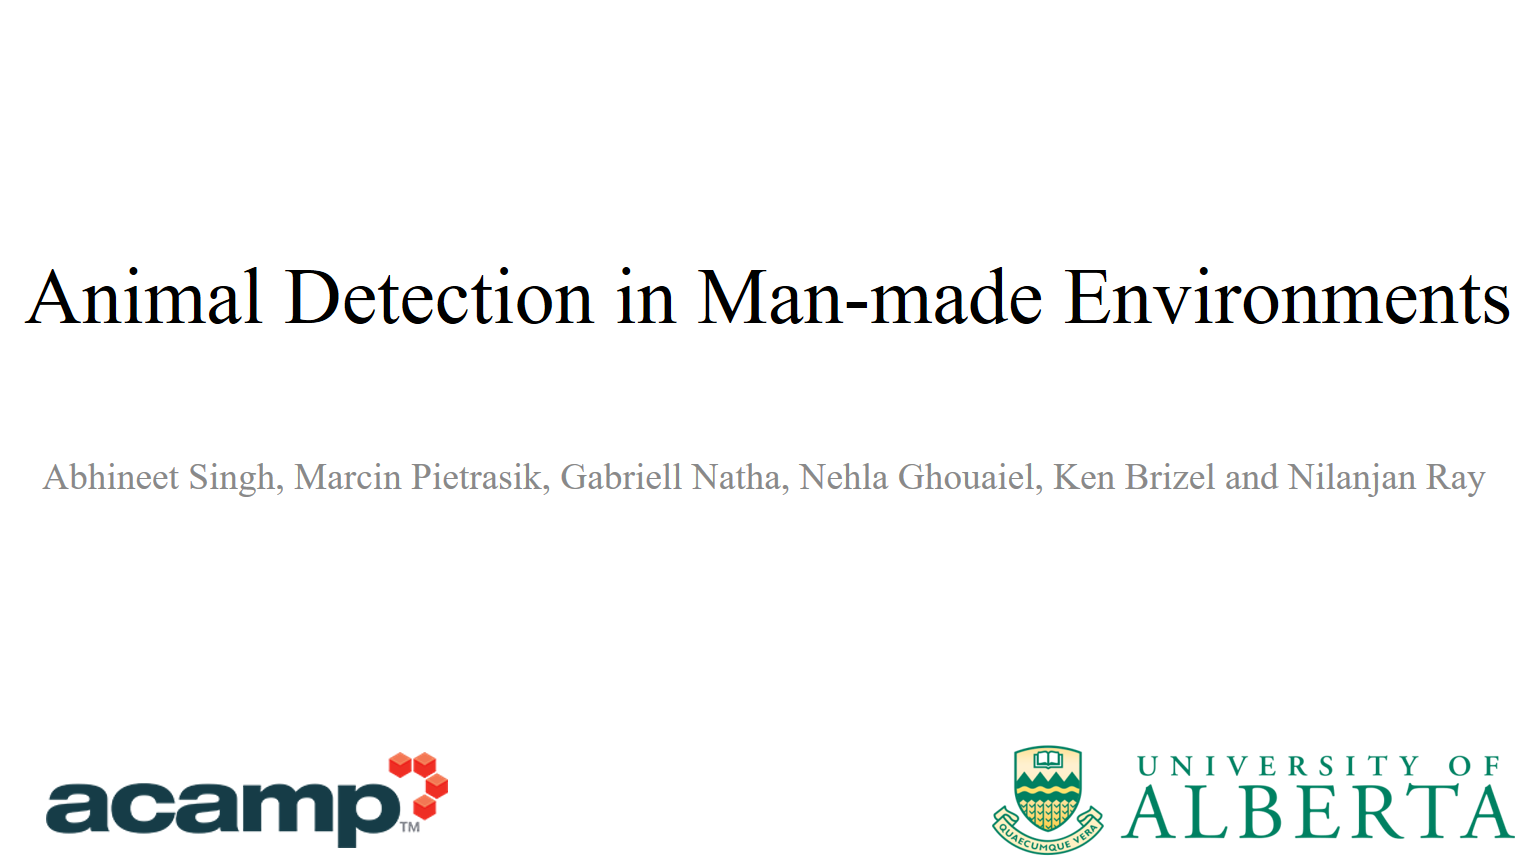 Animal Detection in Man-made Environments
Abhineet Singh, Marcin Pietrasik, Gabriell Natha, Nehla Ghouaiel, Ken Brizel and Nilanjan Ray
acamp™
QUAECUMQUE VERA
UNIVERSITY OF
ALBERTA